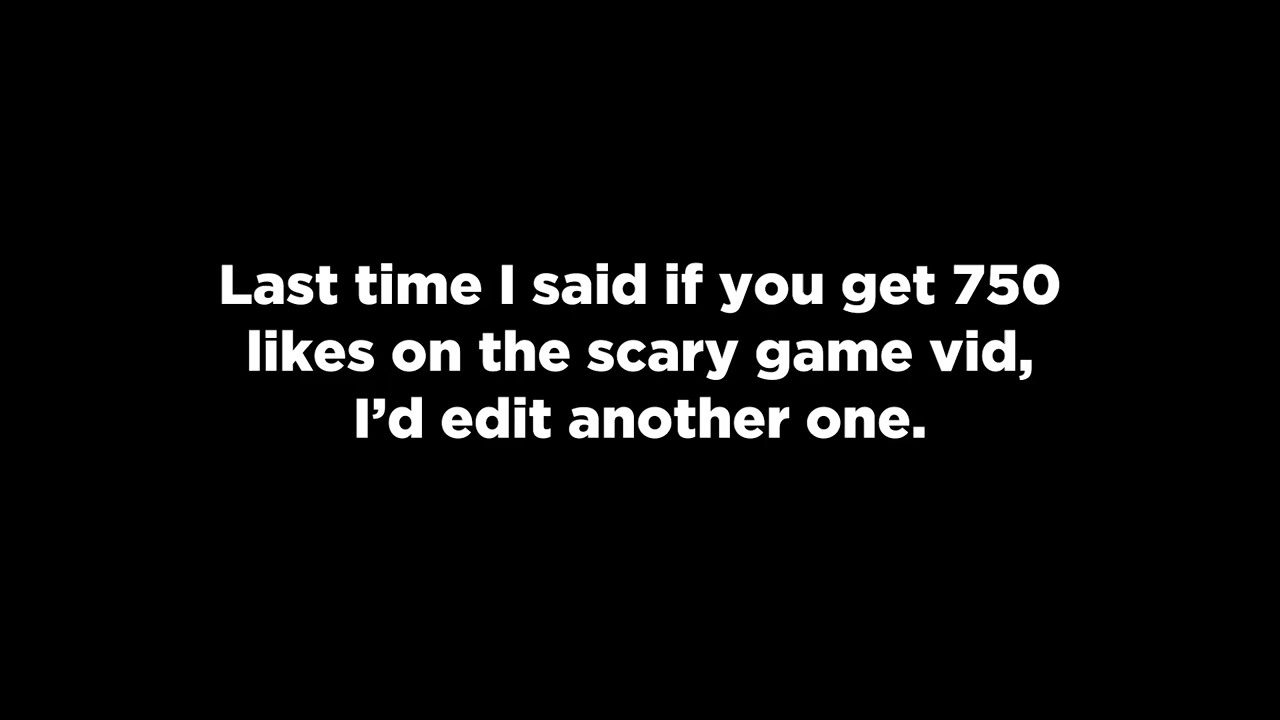 Last time I said if you get 750
likes on the scary game vid,
I’d edit another one.